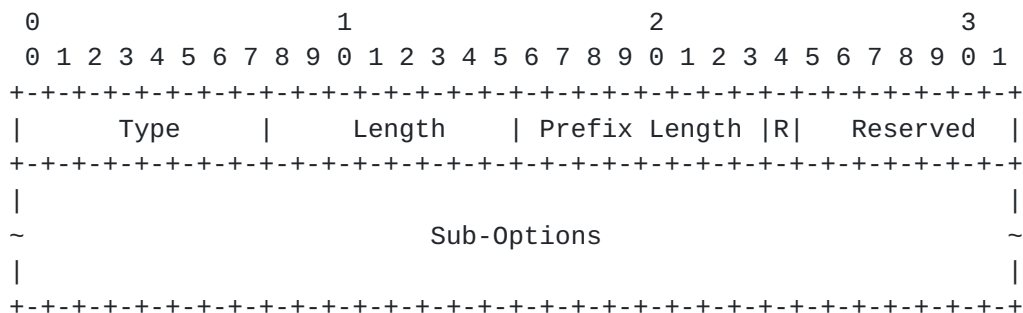 0                   1                   2                   3
 0 1 2 3 4 5 6 7 8 9 0 1 2 3 4 5 6 7 8 9 0 1 2 3 4 5 6 7 8 9 0 1
+-+-+-+-+-+-+-+-+-+-+-+-+-+-+-+-+-+-+-+-+-+-+-+-+-+-+-+-+-+-+-+-+
|      Type     |     Length    | Prefix Length |R|   Reserved  |
+-+-+-+-+-+-+-+-+-+-+-+-+-+-+-+-+-+-+-+-+-+-+-+-+-+-+-+-+-+-+-+-+
|                                                               |
~                          Sub-Options                          ~
|                                                               |
+-+-+-+-+-+-+-+-+-+-+-+-+-+-+-+-+-+-+-+-+-+-+-+-+-+-+-+-+-+-+-+-+